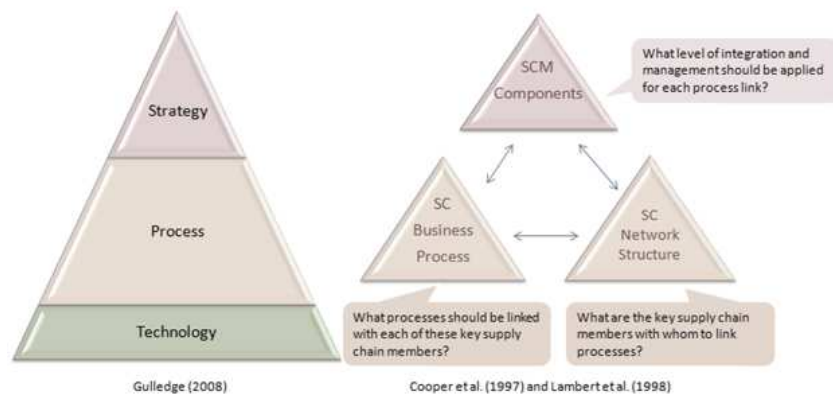 Strategy
Process
Technology
Gulledge (2008)
SCM
Components
What level of integration and
management should be applied
for each process link?
SC
Business
Process
SC
Network
Structure
What processes should be linked
with each of these key supply
chain members?
What are the key supply chain
members with whom to link
processes?
Cooper et al. (1997) and Lambert et al. (1998)